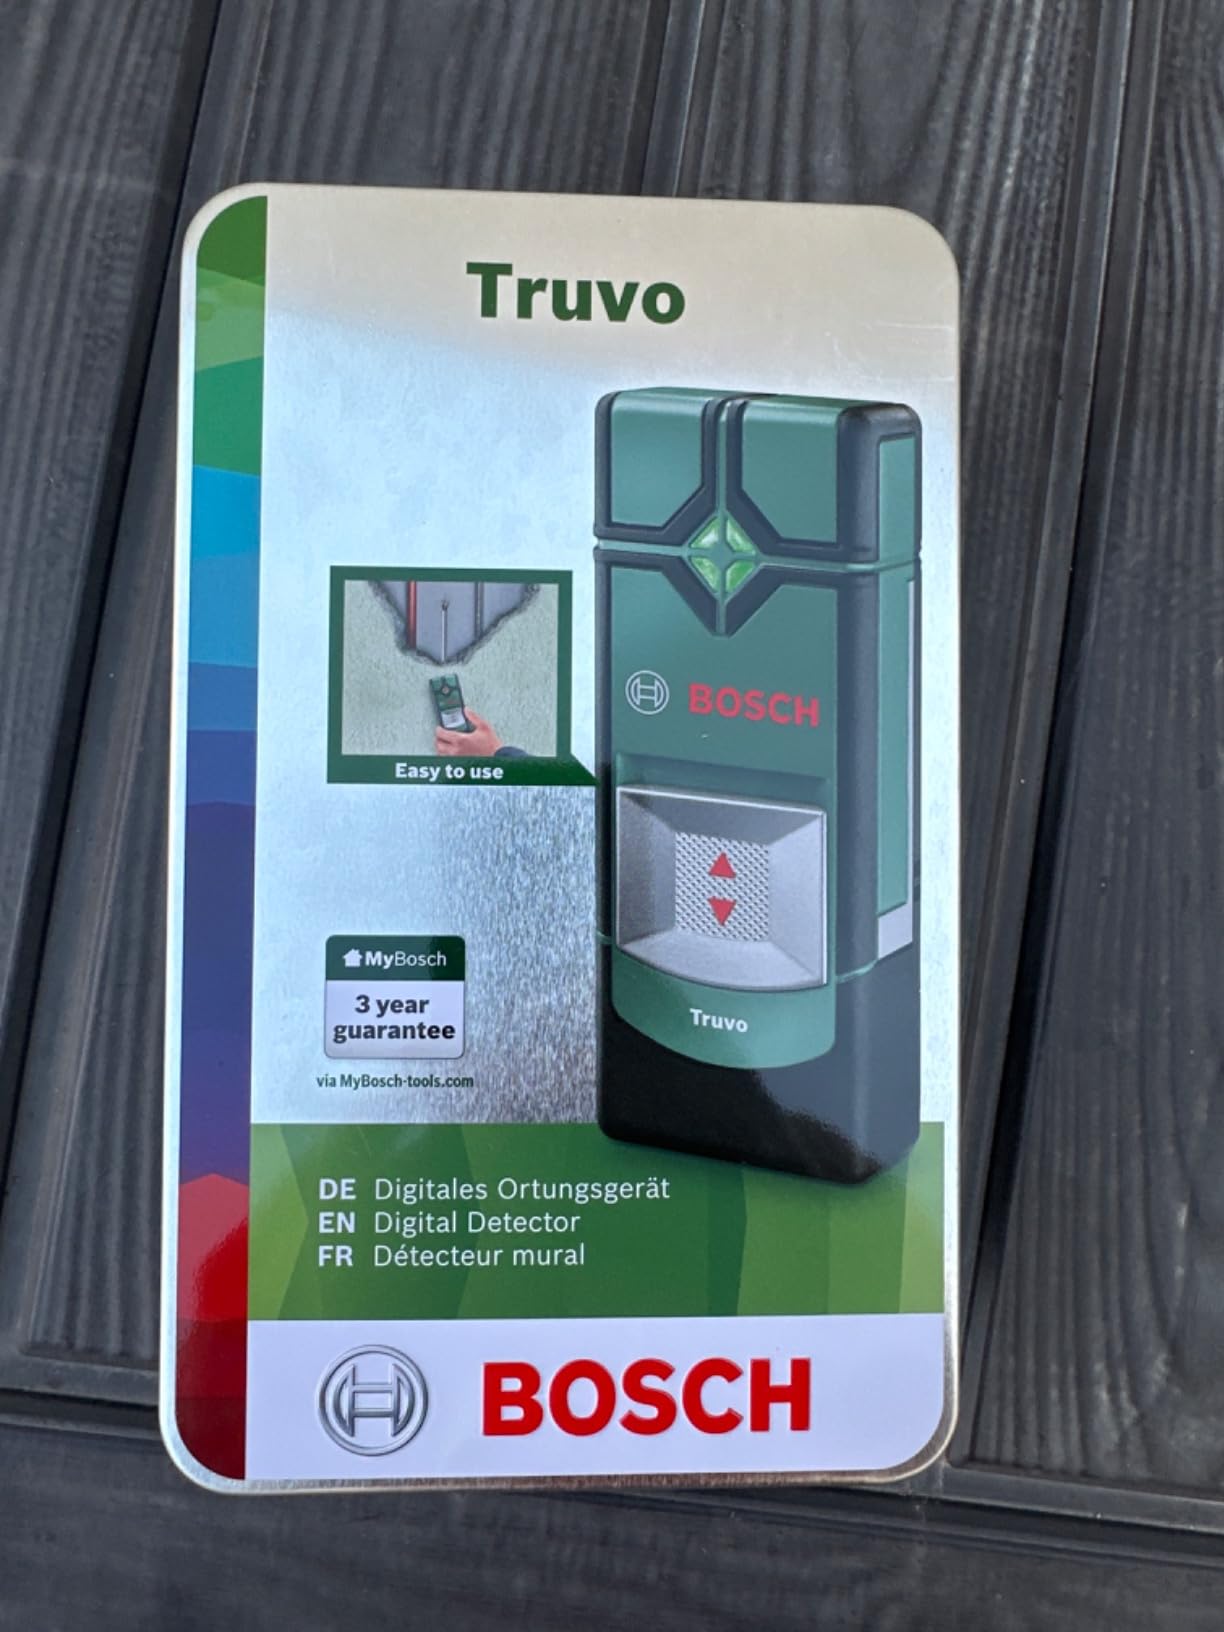 Truvo
BOSCH
Easy to use
MyBosch
3 year
guarantee
via MyBosch-tools.com
Truvo
DE Digitales Ortungsgerät
EN Digital Detector
FR Détecteur mural
BOSCH